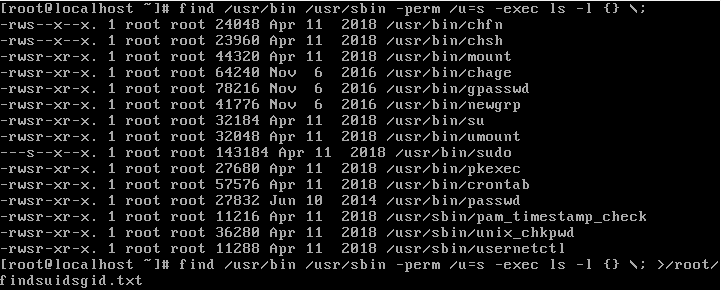 [root@localhost ~]# find /usr/bin /usr/sbin -perm /u=s -exec ls -l {} \;
-rws--x--x. 1 root root 24048 Apr 11  2018 /usr/bin/chfn
-rws--x--x. 1 root root 23960 Apr 11  2018 /usr/bin/chsh
-rwsr-xr-x. 1 root root 44320 Apr 11  2018 /usr/bin/mount
-rwsr-xr-x. 1 root root 64240 Nov  6  2016 /usr/bin/chage
-rwsr-xr-x. 1 root root 78216 Nov  6  2016 /usr/bin/gpasswd
-rwsr-xr-x. 1 root root 41776 Nov  6  2016 /usr/bin/newgrp
-rwsr-xr-x. 1 root root 32184 Apr 11  2018 /usr/bin/su
-rwsr-xr-x. 1 root root 32048 Apr 11  2018 /usr/bin/umount
---s--x--x. 1 root root 143184 Apr 11  2018 /usr/bin/sudo
-rwsr-xr-x. 1 root root 27680 Apr 11  2018 /usr/bin/pkexec
-rwsr-xr-x. 1 root root 57576 Apr 11  2018 /usr/bin/crontab
-rwsr-xr-x. 1 root root 27832 Jun 10  2014 /usr/bin/passwd
-rwsr-xr-x. 1 root root 11216 Apr 11  2018 /usr/sbin/pam_timestamp_check
-rwsr-xr-x. 1 root root 36280 Apr 11  2018 /usr/sbin/unix_chkpwd
-rwsr-xr-x. 1 root root 11288 Apr 11  2018 /usr/sbin/usernetctl
[root@localhost ~]# find /usr/bin /usr/sbin -perm /u=s -exec ls -l {} \; >/root/
findsuidsgid.txt